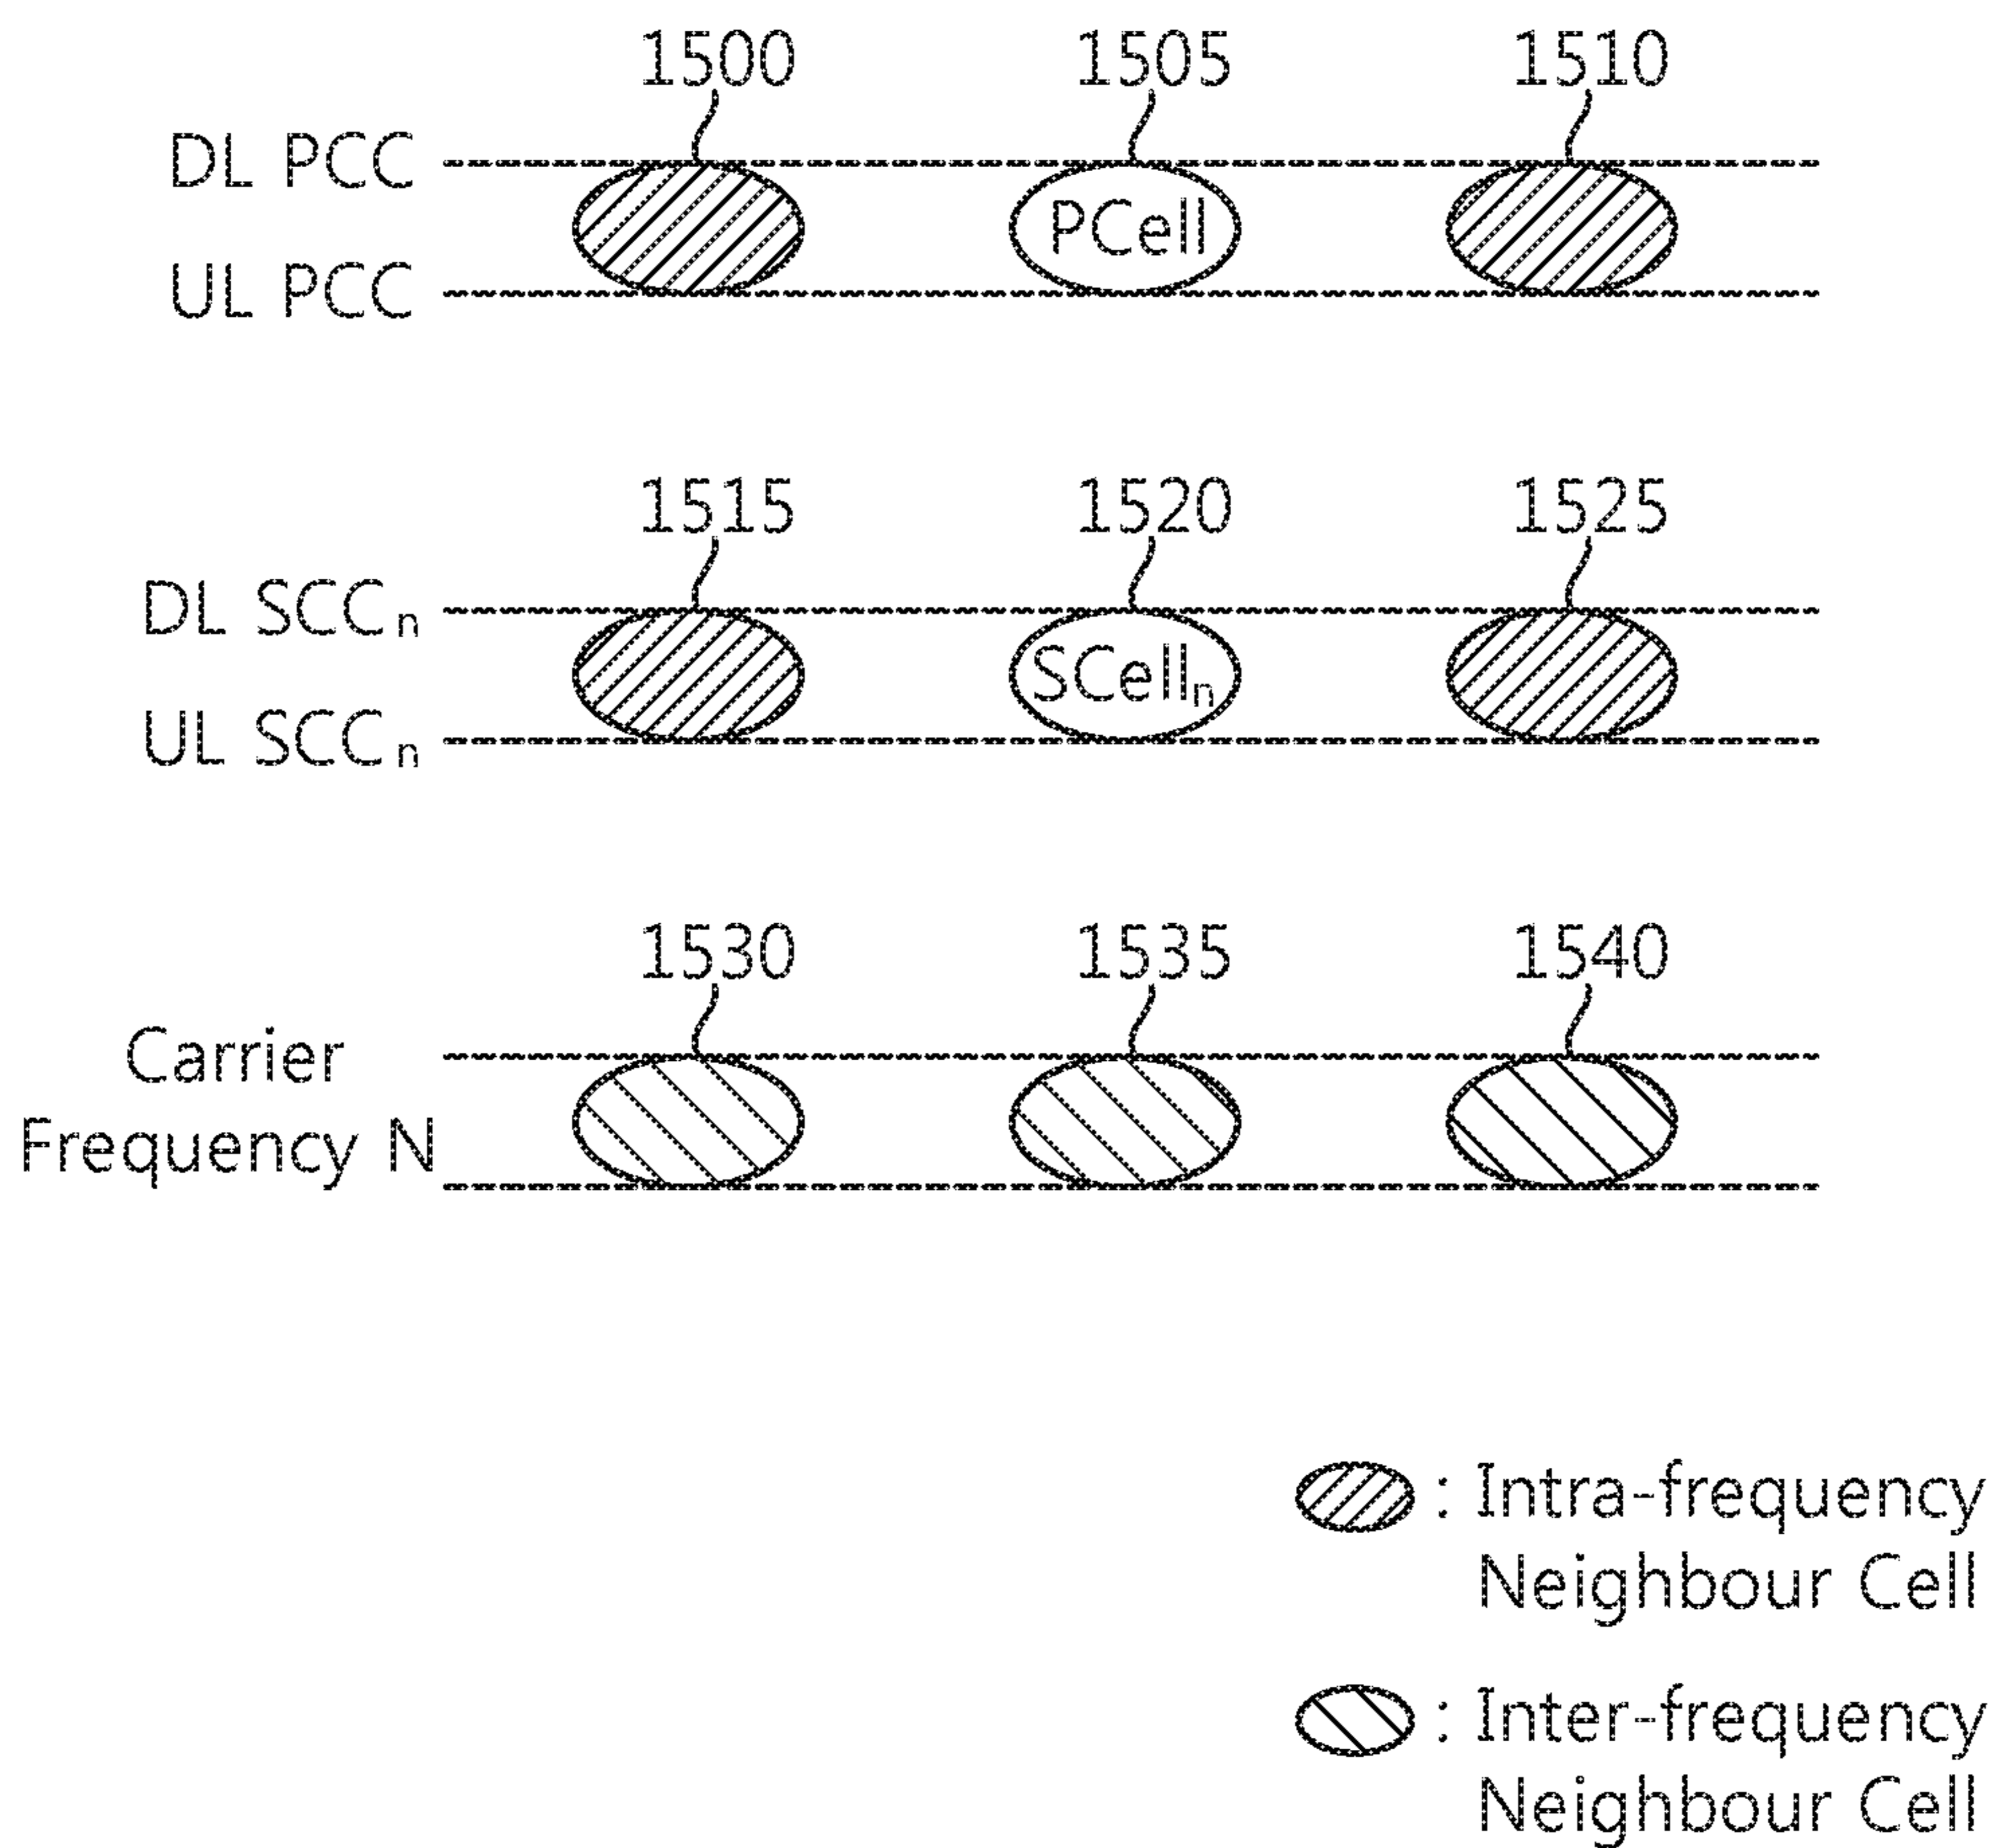 1500 1505 1510
DL PCC
PCell
UL PCC
1515 1520 1525
DL SCCn
SCelln
UL SCCn
1530 1535 1540
Carrier
Frequency N
: Intra-frequency
Neighbour Cell
: Inter-frequency
Neighbour Cell